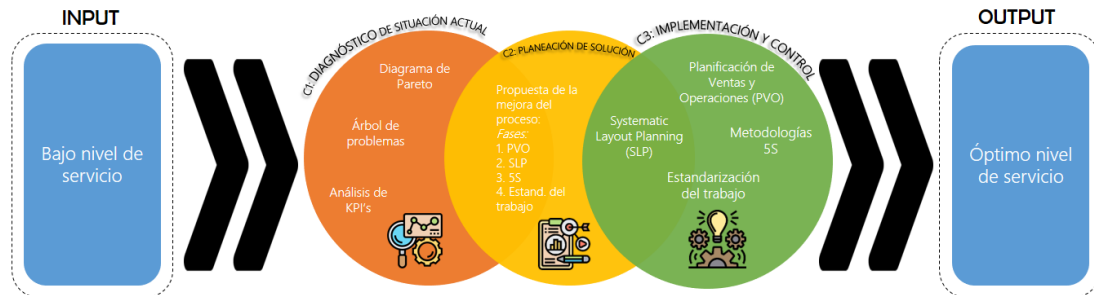 INPUT
Bajo nivel de
servicio
C1: DIAGNÓSTICO DE SITUACIÓN ACTUAL
Diagrama de
Pareto
Árbol de
problemas
Análisis de
KPI's
C2: PLANEACIÓN DE SOLUCIÓN
Propuesta de la
mejora del
proceso:
Fases:
1. PVO
2. SLP
3. 5S
4. Estand. del
trabajo
C3: IMPLEMENTACIÓN Y CONTROL
Planificación de
Ventas y
Operaciones (PVO)
Systematic
Layout Planning
(SLP)
Metodologías
5S
Estandarización
del trabajo
OUTPUT
Óptimo nivel
de servicio